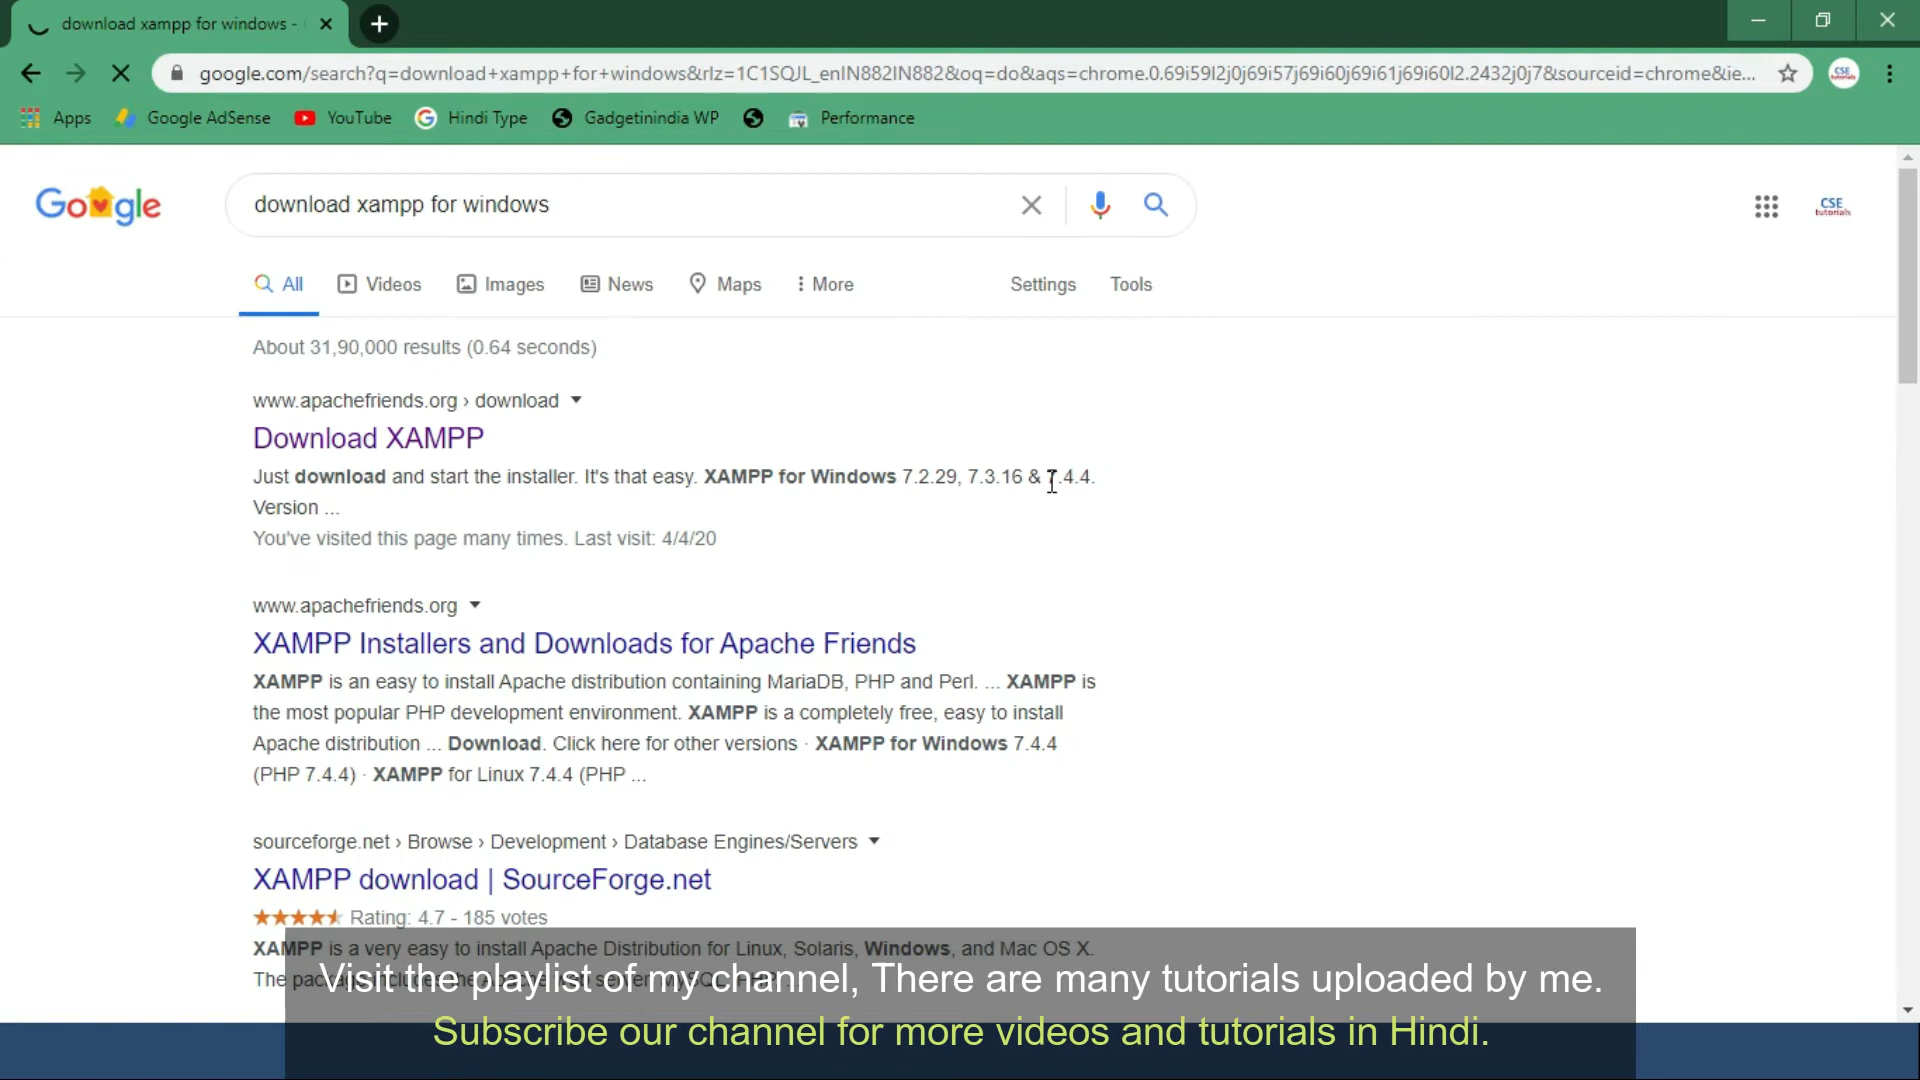 download xampp for windows -
google.com/search?q=download+xampp+for+windows&rlz=1C1SQJL_enIN882IN882&oq=do&aqs=chrome.0.69i59l2j0j69i57j69i60j69i61j69i60l2.2432j0j7&sourceid=chrome&ie...
CSE tutorials
Apps Google AdSense YouTube Hindi Type Gadgetinindia WP Performance
Google
download xampp for windows
CSE
tutorials
All Videos Images News Maps More Settings Tools
About 31,90,000 results (0.64 seconds)
www.apachefriends.org › download
Download XAMPP
Just download and start the installer. It's that easy. XAMPP for Windows 7.2.29, 7.3.16 & 7.4.4.
Version ...
You've visited this page many times. Last visit: 4/4/20
www.apachefriends.org
XAMPP Installers and Downloads for Apache Friends
XAMPP is an easy to install Apache distribution containing MariaDB, PHP and Perl. ... XAMPP is
the most popular PHP development environment. XAMPP is a completely free, easy to install
Apache distribution ... Download. Click here for other versions · XAMPP for Windows 7.4.4
(PHP 7.4.4) · XAMPP for Linux 7.4.4 (PHP ...
sourceforge.net › Browse › Development › Database Engines/Servers
XAMPP download | SourceForge.net
Rating: 4.7 - 185 votes
XAMPP is a very easy to install Apache Distribution for Linux, Solaris, Windows, and Mac OS X.
The
Visit the playlist of my channel, There are many tutorials uploaded by me.
Subscribe our channel for more videos and tutorials in Hindi.